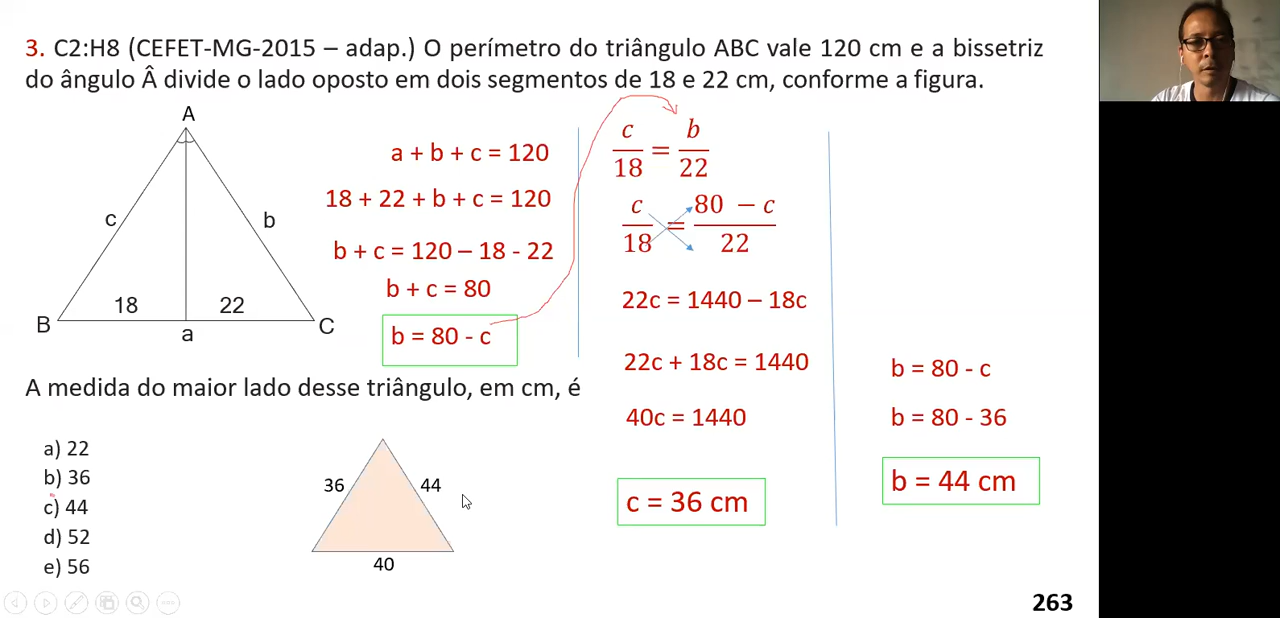 3. C2:H8 (CEFET-MG-2015 – adap.) O perímetro do triângulo ABC vale 120 cm e a bissetriz
do ângulo Â divide o lado oposto em dois segmentos de 18 e 22 cm, conforme a figura.
A
c
b
18
22
B
C
a
a + b + c = 120
18 + 22 + b + c = 120
b + c = 120 – 18 - 22
b + c = 80
b = 80 - c
c/18 = b/22
c/18 = 80 - c/22
22c = 1440 – 18c
22c + 18c = 1440
40c = 1440
c = 36 cm
b = 80 - c
b = 80 - 36
b = 44 cm
A medida do maior lado desse triângulo, em cm, é
a) 22
b) 36
c) 44
d) 52
e) 56
36
44
40
263